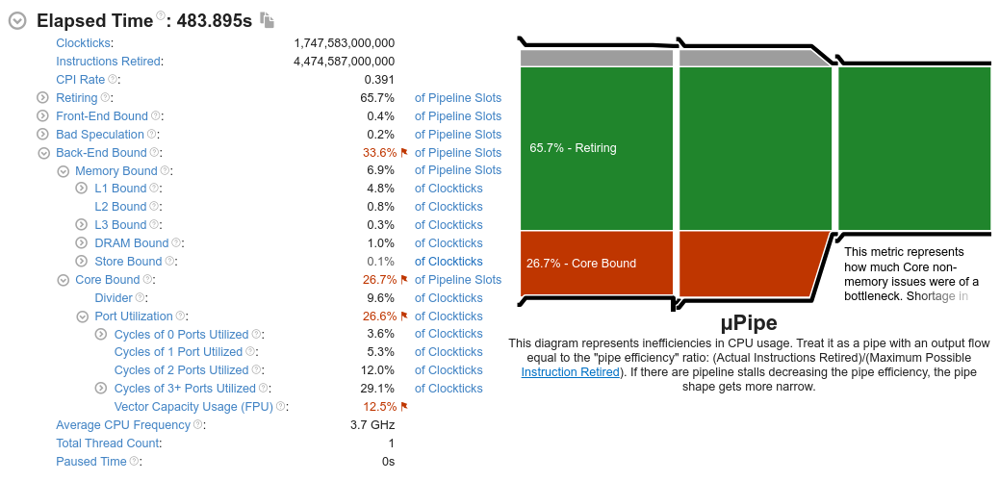 Elapsed Time: 483.895s
Clockticks: 1,747,583,000,000
Instructions Retired: 4,474,587,000,000
CPI Rate: 0.391
Retiring: 65.7% of Pipeline Slots
Front-End Bound: 0.4% of Pipeline Slots
Bad Speculation: 0.2% of Pipeline Slots
Back-End Bound: 33.6% of Pipeline Slots
Memory Bound: 6.9% of Pipeline Slots
L1 Bound: 4.8% of Clockticks
L2 Bound: 0.8% of Clockticks
L3 Bound: 0.3% of Clockticks
DRAM Bound: 1.0% of Clockticks
Store Bound: 0.1% of Clockticks
Core Bound: 26.7% of Pipeline Slots
Divider: 9.6% of Clockticks
Port Utilization: 26.6% of Clockticks
Cycles of 0 Ports Utilized: 3.6% of Clockticks
Cycles of 1 Port Utilized: 5.3% of Clockticks
Cycles of 2 Ports Utilized: 12.0% of Clockticks
Cycles of 3+ Ports Utilized: 29.1% of Clockticks
Vector Capacity Usage (FPU): 12.5%
Average CPU Frequency: 3.7 GHz
Total Thread Count: 1
Paused Time: 0s
65.7% - Retiring
26.7% - Core Bound
This metric represents
how much Core non-
memory issues were of a
bottleneck. Shortage in
µPipe
This diagram represents inefficiencies in CPU usage. Treat it as a pipe with an output flow
equal to the "pipe efficiency" ratio: (Actual Instructions Retired)/(Maximum Possible
Instruction Retired). If there are pipeline stalls decreasing the pipe efficiency, the pipe
shape gets more narrow.